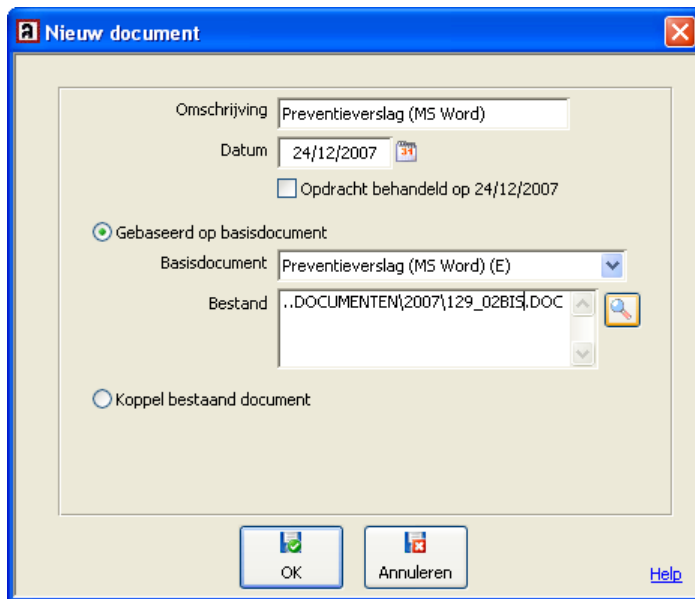 a Nieuw document
Omschrijving Preventieverslag (MS Word)
Datum 24/12/2007 31
Opdracht behandeld op 24/12/2007
Gebaseerd op basisdocument
Basisdocument Preventieverslag (MS Word) (E)
Bestand ..DOCUMENTEN\2007\129_02BIS.DOC
Koppel bestaand document
OK Annuleren Help